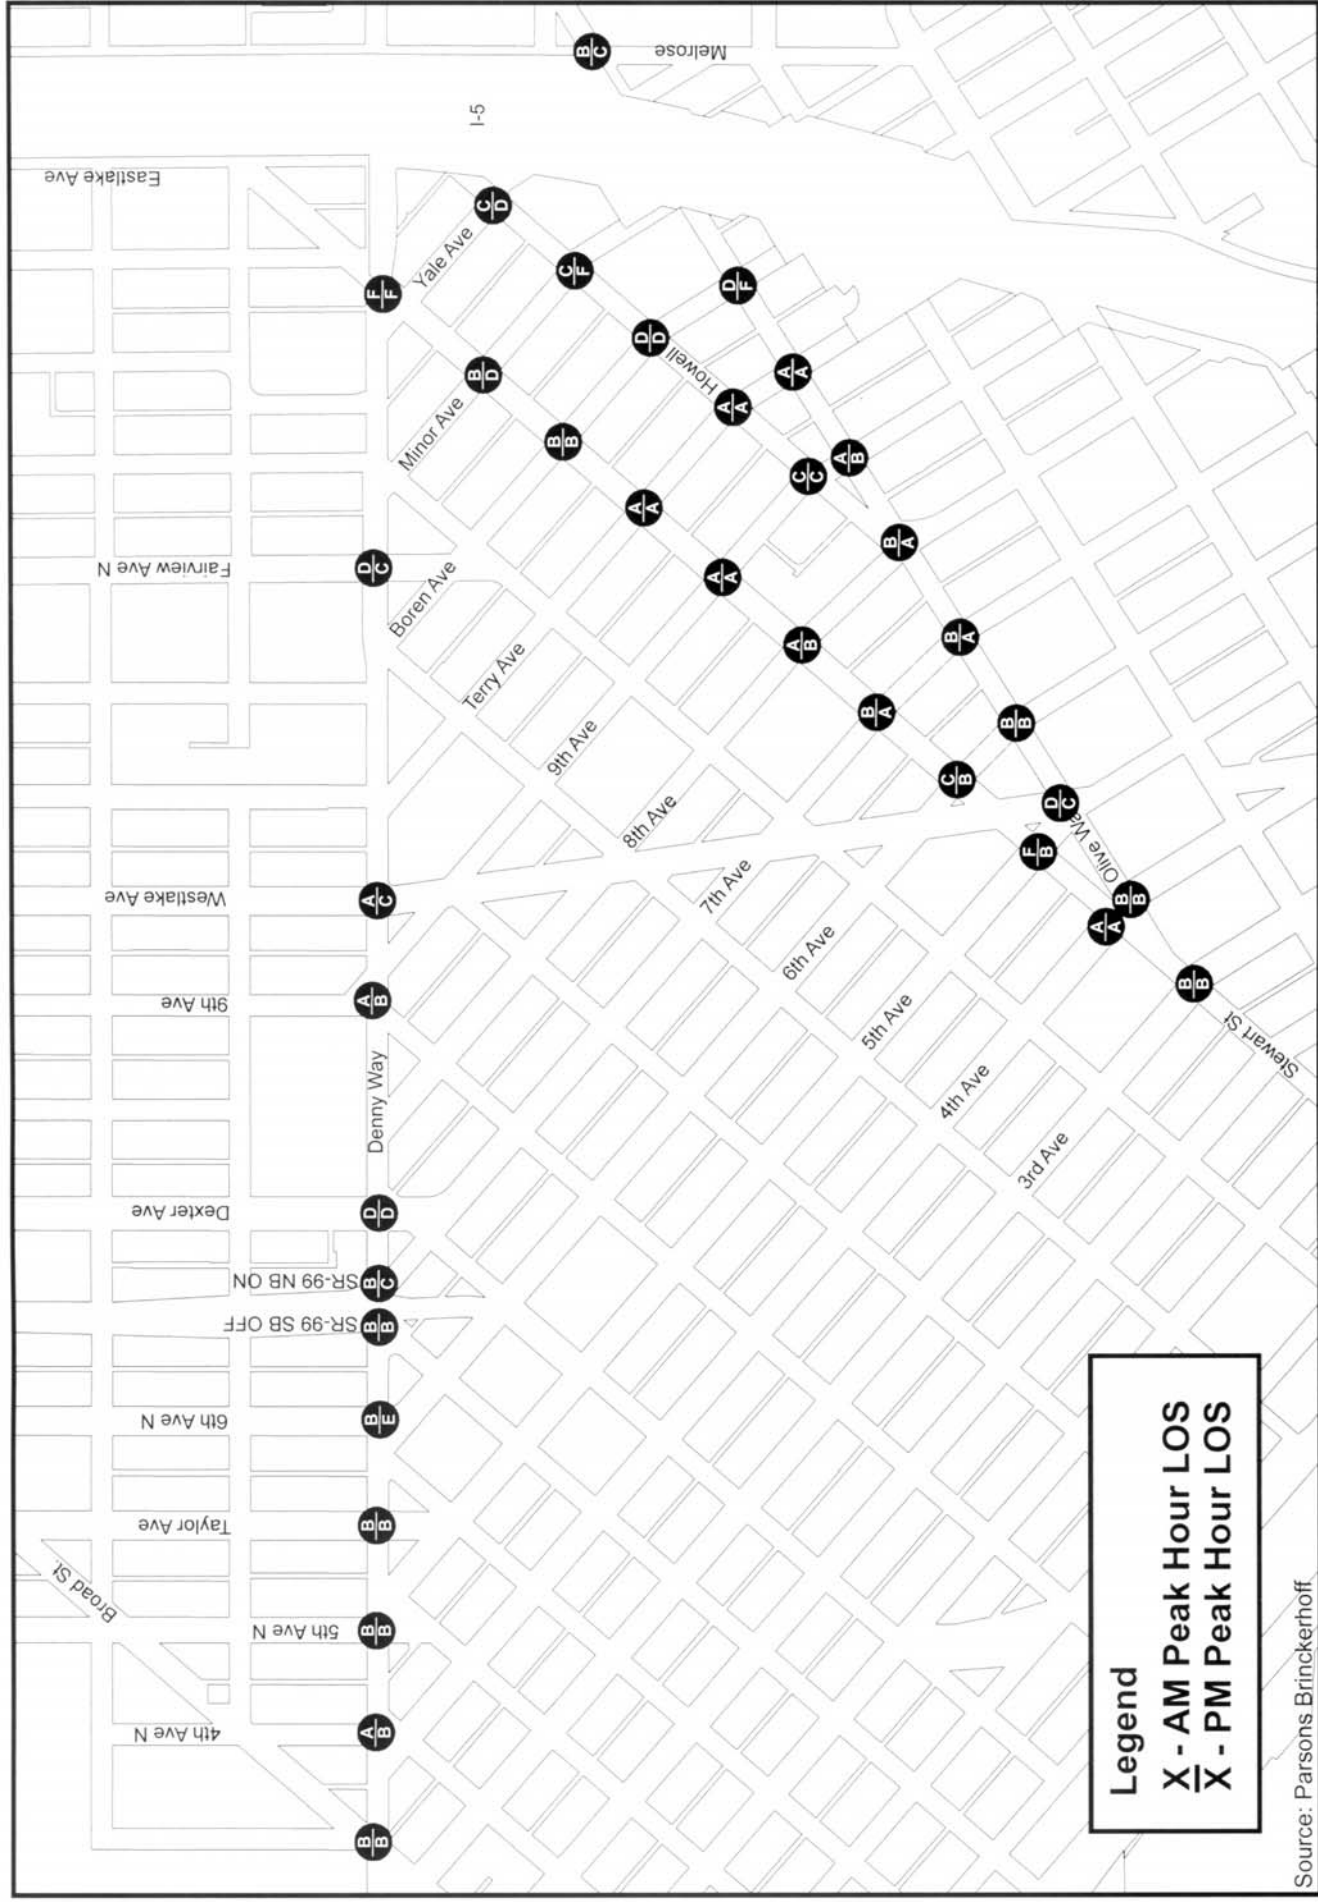 Broad St.
4th Ave N
5th Ave N
Taylor Ave
6th Ave N
SR-99 SB OFF
SR-99 NB ON
Dexter Ave
9th Ave
Westlake Ave
Fairview Ave N
Eastlake Ave
B
B
A
B
B
B
B
B
B
E
B
B
B
C
D
D
Denny Way
A
B
A
C
D
C
F
F
I-5
Melrose
B
C
Yale Ave
Minor Ave
Boren Ave
Terry Ave
9th Ave
8th Ave
7th Ave
6th Ave
5th Ave
4th Ave
3rd Ave
B
D
B
B
A
A
A
A
A
B
B
A
C
B
F
B
A
A
B
B
Stewart St
C
D
C
F
D
D
Howell
A
A
C
C
D
F
A
A
A
B
B
A
B
A
B
B
D
C
Olive Wa
B
B
Legend
X - AM Peak Hour LOS
X - PM Peak Hour LOS
Source: Parsons Brinckerhoff